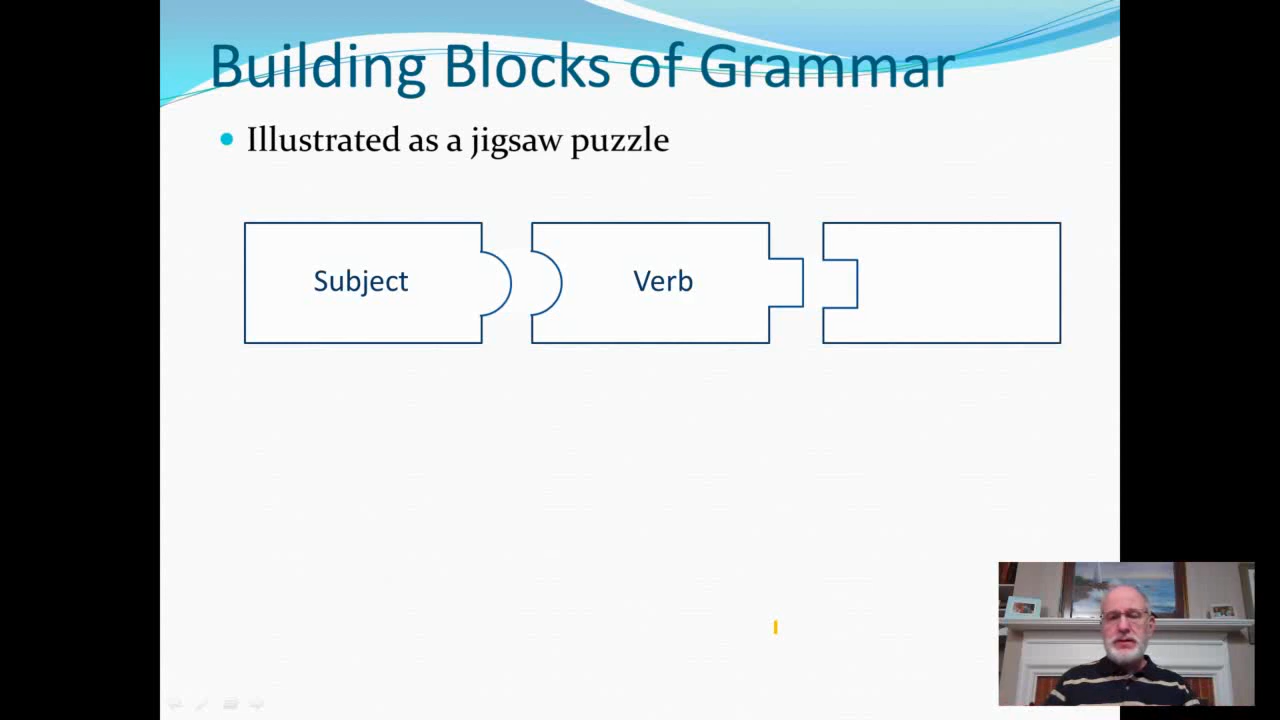 Building Blocks of Grammar
Illustrated as a jigsaw puzzle
Subject
Verb